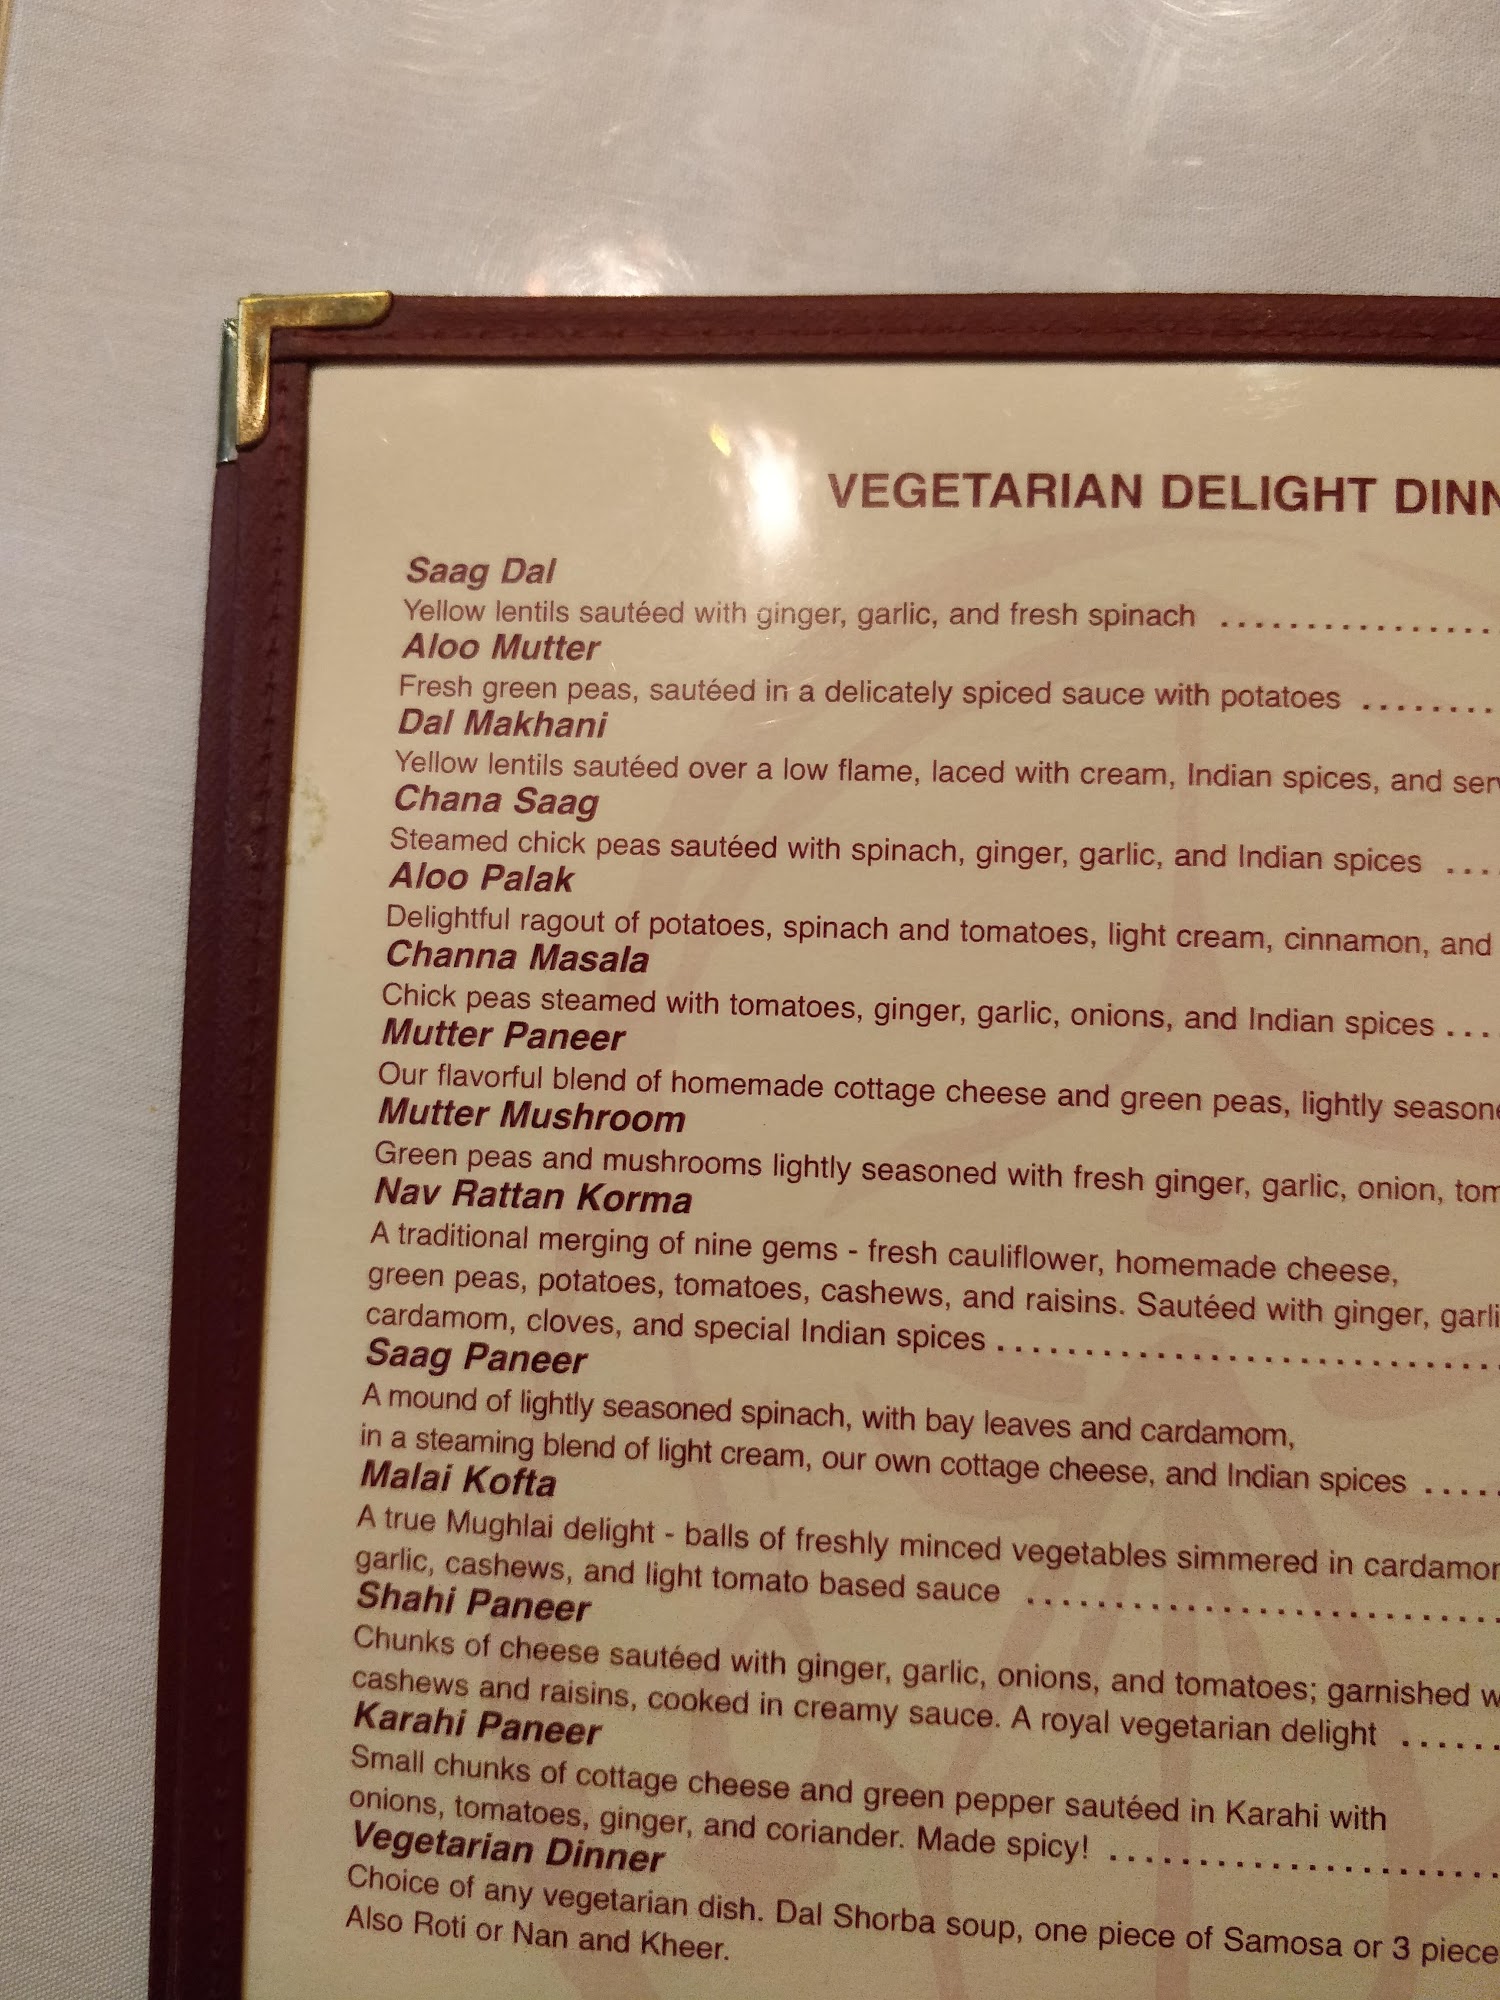 VEGETARIAN DELIGHT
Saag Dal
Yellow lentils sautéed with ginger, garlic, and fresh spinach ................
Aloo Mutter
Fresh green peas, sautéed in a delicately spiced sauce with potatoes .........
Dal Makhani
Yellow lentils sautéed over a low flame, laced with cream, Indian spices, and
Chana Saag
Steamed chick peas sautéed with spinach, ginger, garlic, and Indian spices ....
Aloo Palak
Delightful ragout of potatoes, spinach and tomatoes, light cream, cinnamon, and
Channa Masala
Chick peas steamed with tomatoes, ginger, garlic, onions, and Indian spices ....
Mutter Paneer
Our flavorful blend of homemade cottage cheese and green peas, lightly
Mutter Mushroom
Green peas and mushrooms lightly seasoned with fresh ginger, garlic, onion,
Nav Rattan Korma
A traditional merging of nine gems - fresh cauliflower, homemade cheese,
green peas, potatoes, tomatoes, cashews, and raisins. Sautéed with ginger,
cardamom, cloves, and special Indian spices ..............................
Saag Paneer
A mound of lightly seasoned spinach, with bay leaves and cardamom,
in a steaming blend of light cream, our own cottage cheese, and Indian spices .....
Malai Kofta
A true Mughlai delight - balls of freshly minced vegetables simmered in
garlic, cashews, and light tomato based sauce ............................
Shahi Paneer
Chunks of cheese sautéed with ginger, garlic, onions, and tomatoes; garnished
cashews and raisins, cooked in creamy sauce. A royal vegetarian delight ......
Karahi Paneer
Small chunks of cottage cheese and green pepper sautéed in Karahi with
onions, tomatoes, ginger, and coriander. Made spicy! ......................
Vegetarian Dinner
Choice of any vegetarian dish. Dal Shorba soup, one piece of Samosa or 3
Also Roti or Nan and Kheer.